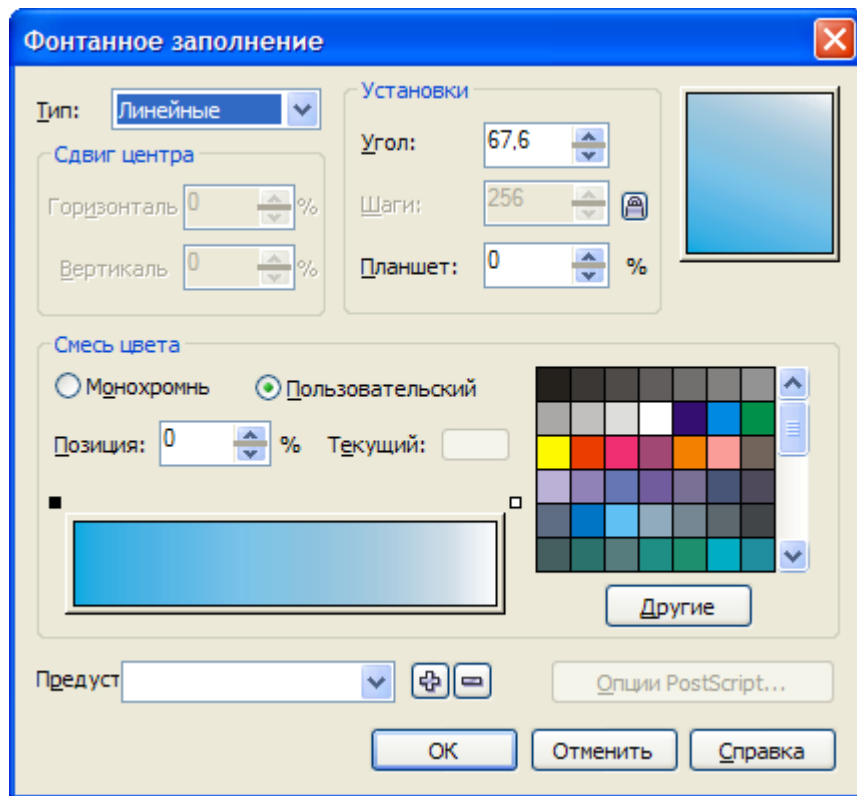 Фонтанное заполнение
Тип:
Линейные
Сдвиг центра
Горизонталь 0 %
Вертикаль 0 %
Установки
Угол: 67,6
Шаги: 256
Планшет: 0 %
Смесь цвета
Монохромнь
Пользовательский
Позиция: 0 % Текущий:
Другие
Предуст
Опции PostScript...
OK
Отменить
Справка